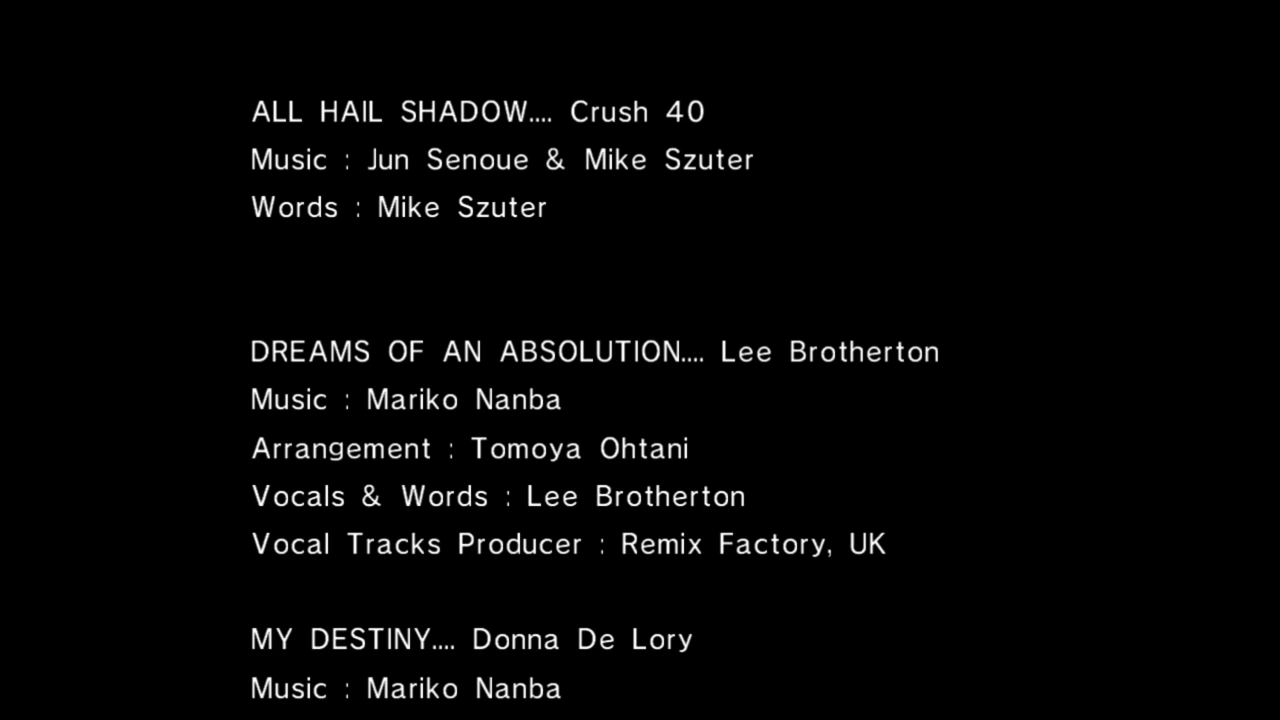 ALL HAIL SHADOW.... Crush 40
Music : Jun Senoue & Mike Szuter
Words : Mike Szuter
DREAMS OF AN ABSOLUTION.... Lee Brotherton
Music : Mariko Nanba
Arrangement : Tomoya Ohtani
Vocals & Words : Lee Brotherton
Vocal Tracks Producer : Remix Factory, UK
MY DESTINY.... Donna De Lory
Music : Mariko Nanba